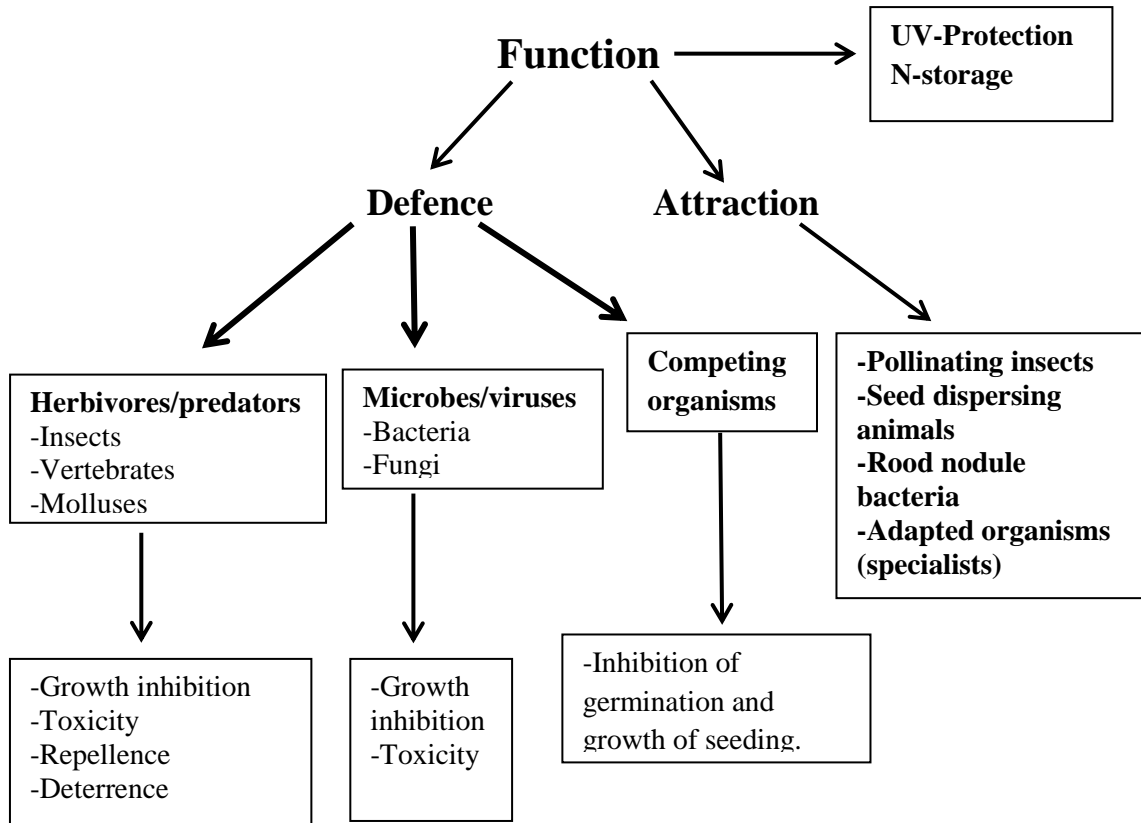 Function
UV-Protection
N-storage
Defence
Attraction
Herbivores/predators
-Insects
-Vertebrates
-Molluses
Microbes/viruses
-Bacteria
-Fungi
Competing
organisms
-Pollinating insects
-Seed dispersing
animals
-Rood nodule
bacteria
-Adapted organisms
(specialists)
-Growth inhibition
-Toxicity
-Repellence
-Deterrence
-Growth
inhibition
-Toxicity
-Inhibition of
germination and
growth of seeding.